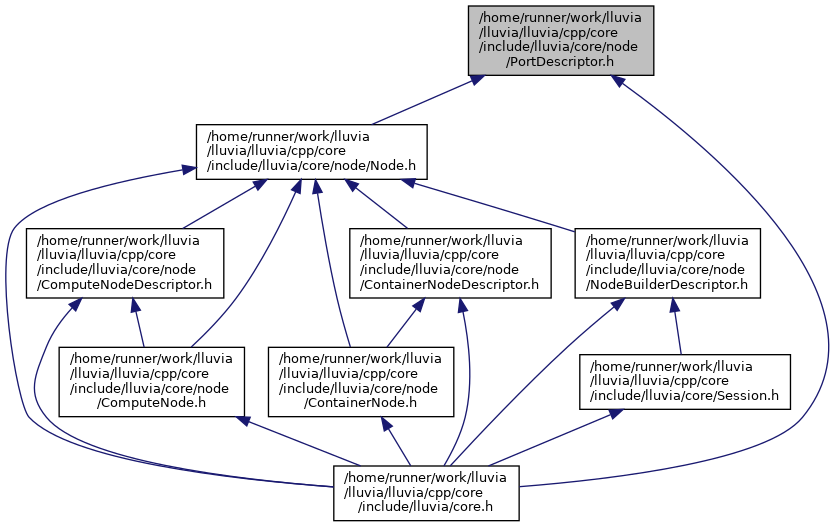 /home/runner/work/lluvia
/lluvia/lluvia/cpp/core
/include/lluvia/core/node
/PortDescriptor.h
/home/runner/work/lluvia
/lluvia/lluvia/cpp/core
/include/lluvia/core/node/Node.h
/home/runner/work/lluvia
/lluvia/lluvia/cpp/core
/include/lluvia/core/node
/ComputeNodeDescriptor.h
/home/runner/work/lluvia
/lluvia/lluvia/cpp/core
/include/lluvia/core/node
/ContainerNodeDescriptor.h
/home/runner/work/lluvia
/lluvia/lluvia/cpp/core
/include/lluvia/core/node
/NodeBuilderDescriptor.h
/home/runner/work/lluvia
/lluvia/lluvia/cpp/core
/include/lluvia/core/node
/ComputeNode.h
/home/runner/work/lluvia
/lluvia/lluvia/cpp/core
/include/lluvia/core/node
/ContainerNode.h
/home/runner/work/lluvia
/lluvia/lluvia/cpp/core
/include/lluvia/core/Session.h
/home/runner/work/lluvia
/lluvia/lluvia/cpp/core
/include/lluvia/core.h